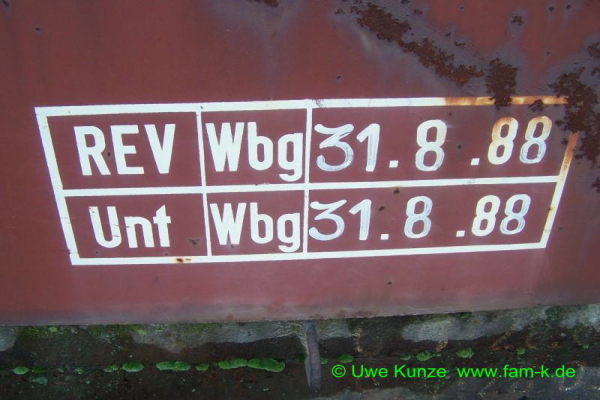 REV Wbg 31.8.88
Unt Wbg 31.8.88
© Uwe Kunze, www.fam-k.de